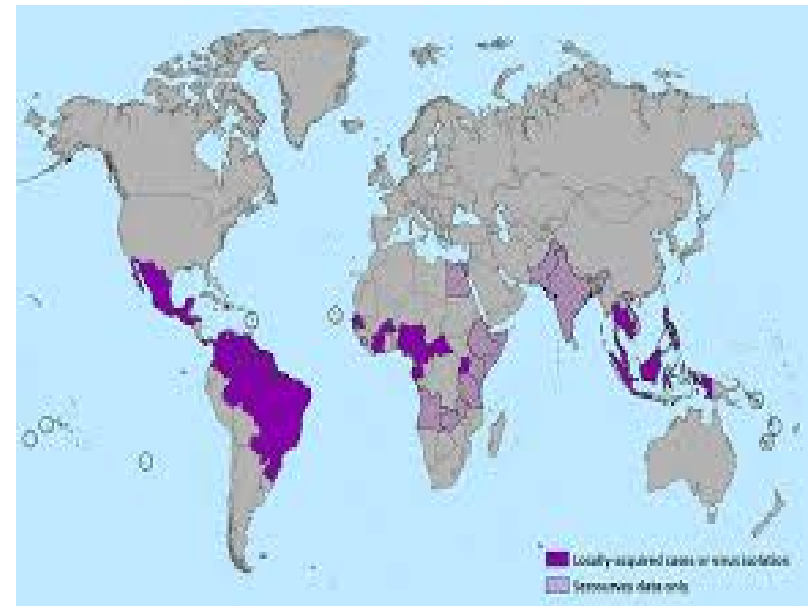 Locally-acquired cases or virus isolation
Serosurvey data only